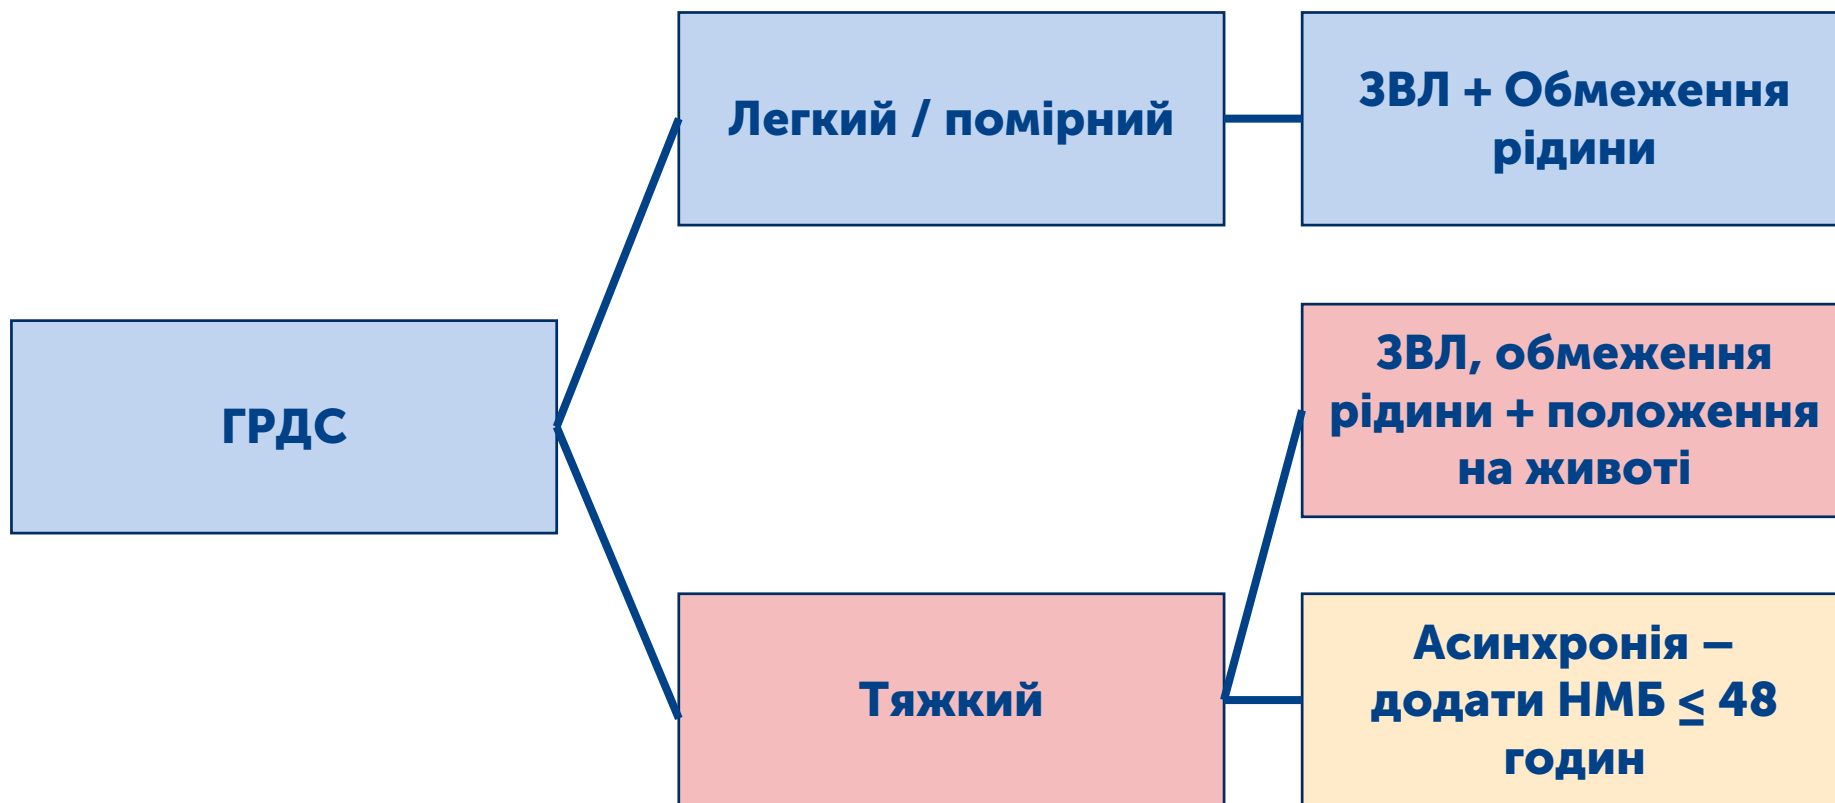 Легкий / помірний
ЗВЛ + Обмеження
рідини
ГРДС
ЗВЛ, обмеження
рідини + положення
на животі
Тяжкий
Асинхронія –
додати НМБ ≤ 48
годин